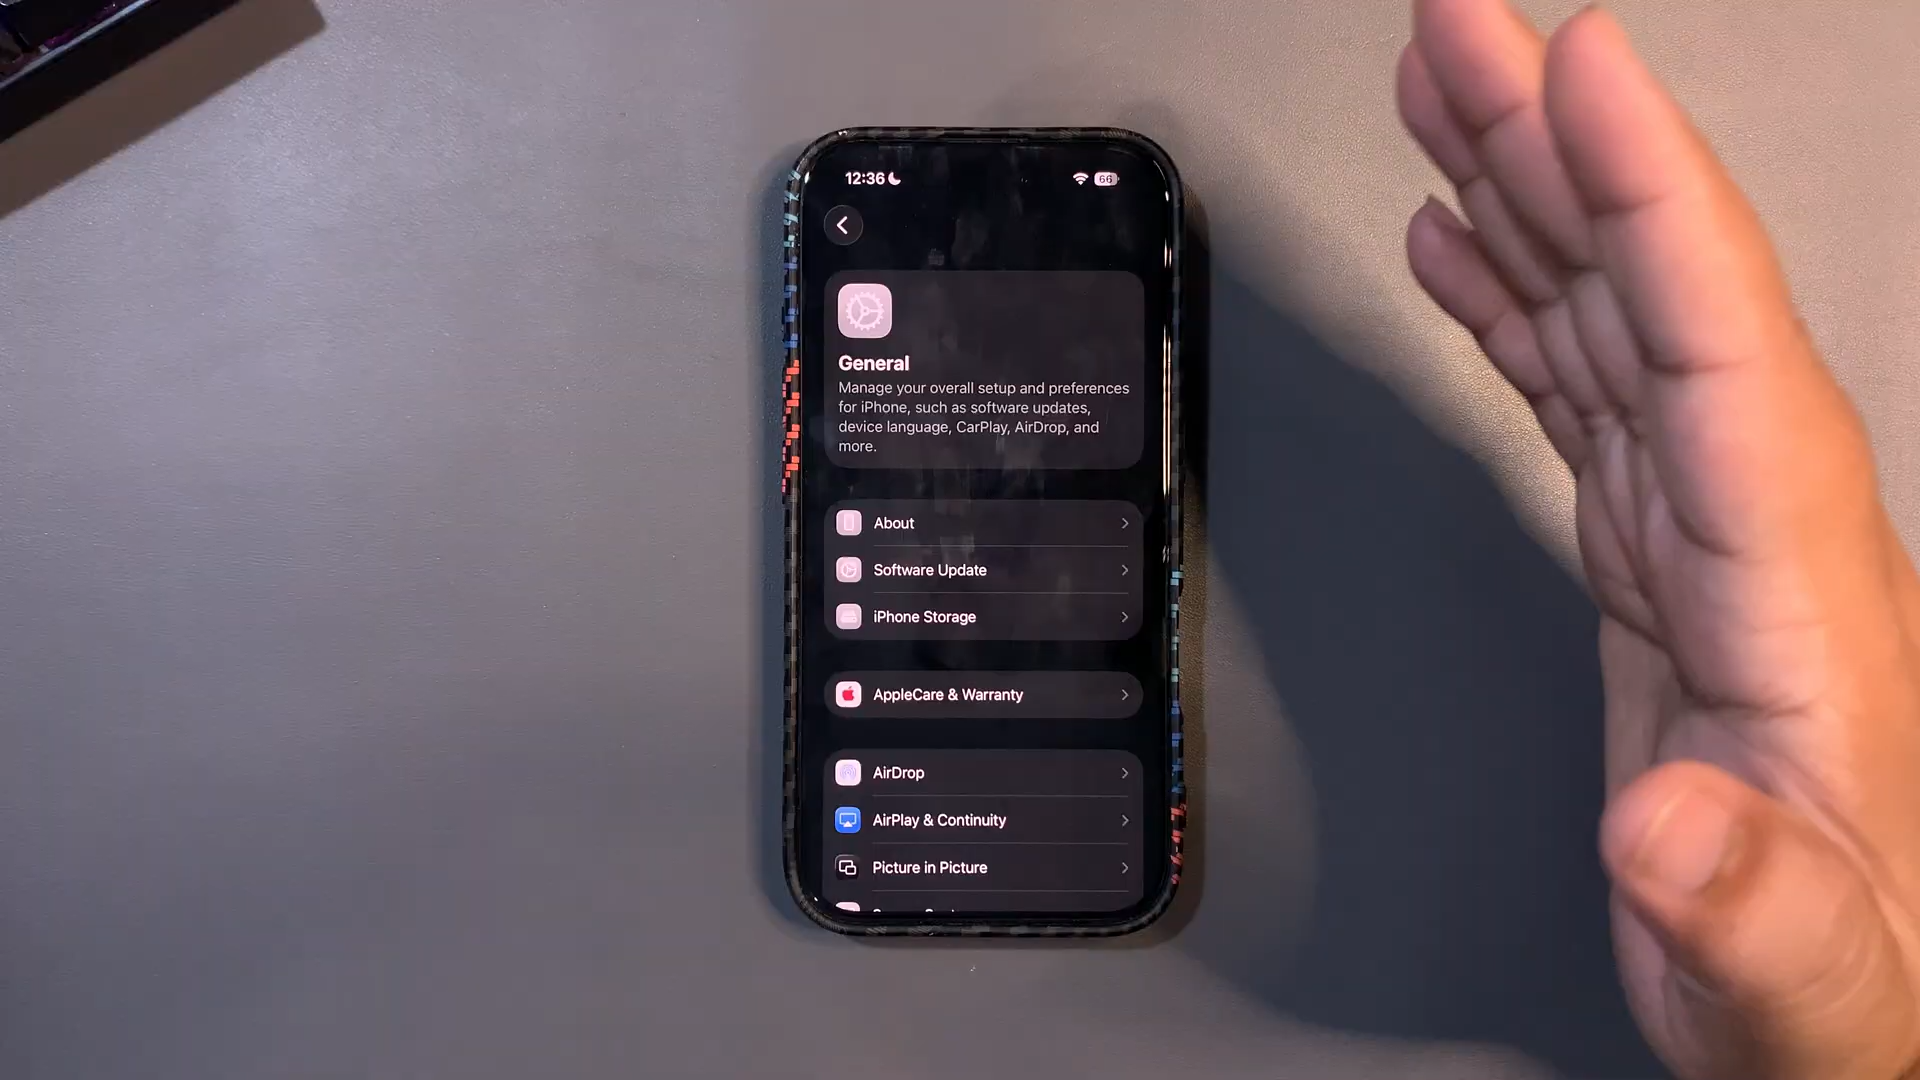 12:36
66
General
Manage your overall setup and preferences
for iPhone, such as software updates,
device language, CarPlay, AirDrop, and
more.
About
Software Update
iPhone Storage
AppleCare & Warranty
AirDrop
AirPlay & Continuity
Picture in Picture